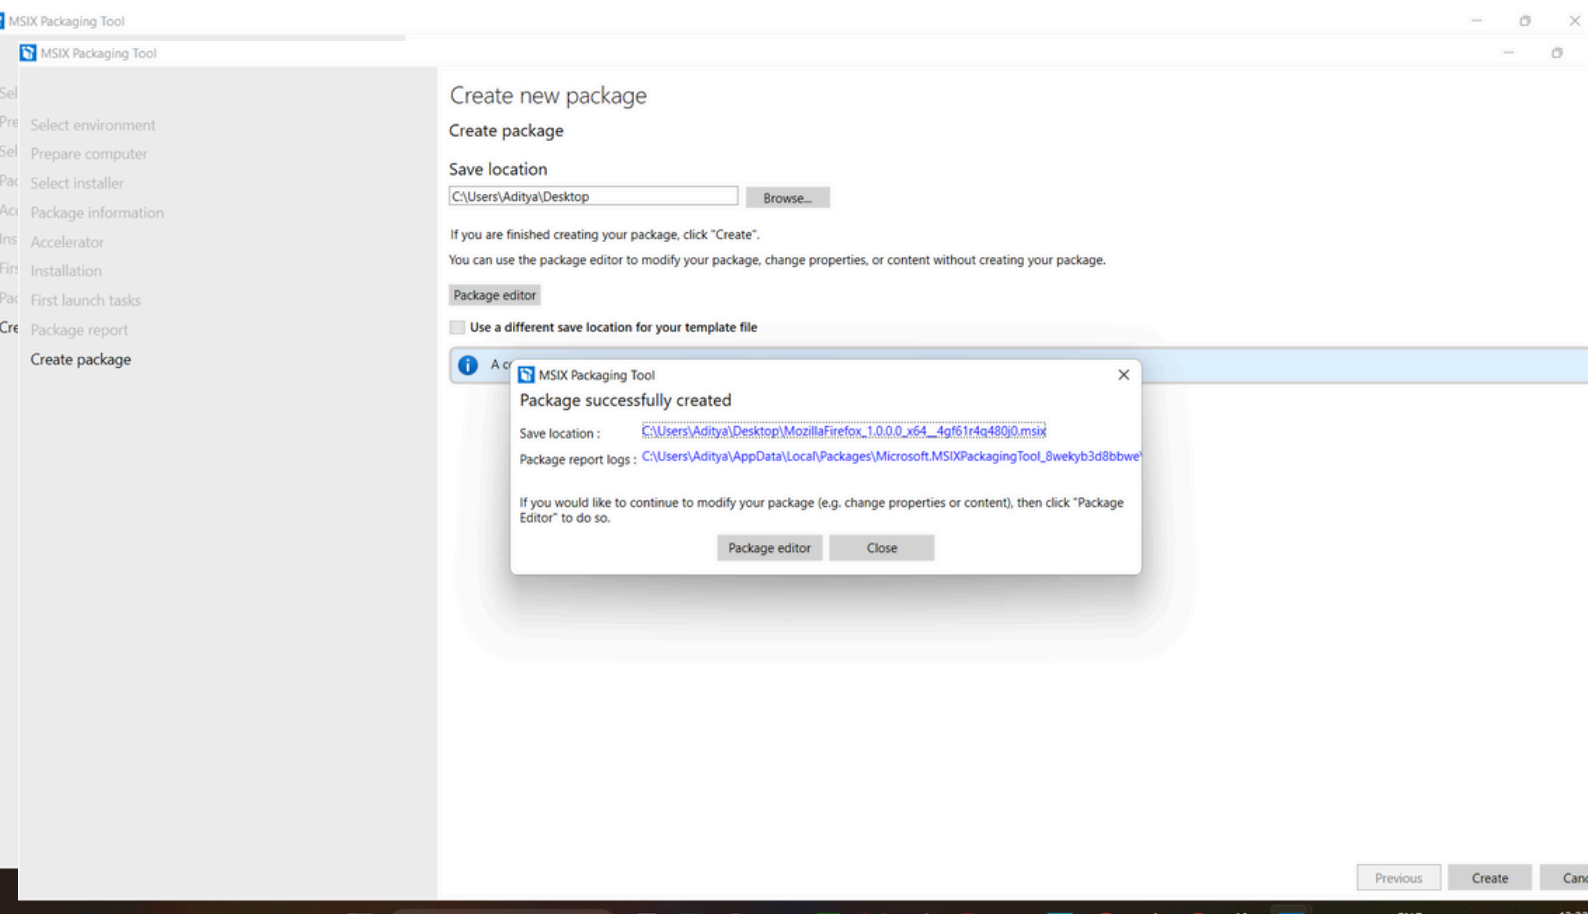 MSIX Packaging Tool
MSIX Packaging Tool
Select environment
Prepare computer
Select installer
Package information
Accelerator
Installation
First launch tasks
Package report
Create package
Create new package
Create package
Save location
C:\Users\Aditya\Desktop
Browse...
If you are finished creating your package, click "Create".
You can use the package editor to modify your package, change properties, or content without creating your package.
Package editor
Use a different save location for your template file
MSIX Packaging Tool
Package successfully created
Save location : C:\Users\Aditya\Desktop\MozillaFirefox_1.0.0.0_x64__4gf61r4q480j0.msix
Package report logs : C:\Users\Aditya\AppData\Local\Packages\Microsoft.MSIXPackagingTool_8wekyb3d8bbwe\
If you would like to continue to modify your package (e.g. change properties or content), then click "Package
Editor" to do so.
Package editor Close
Previous Create